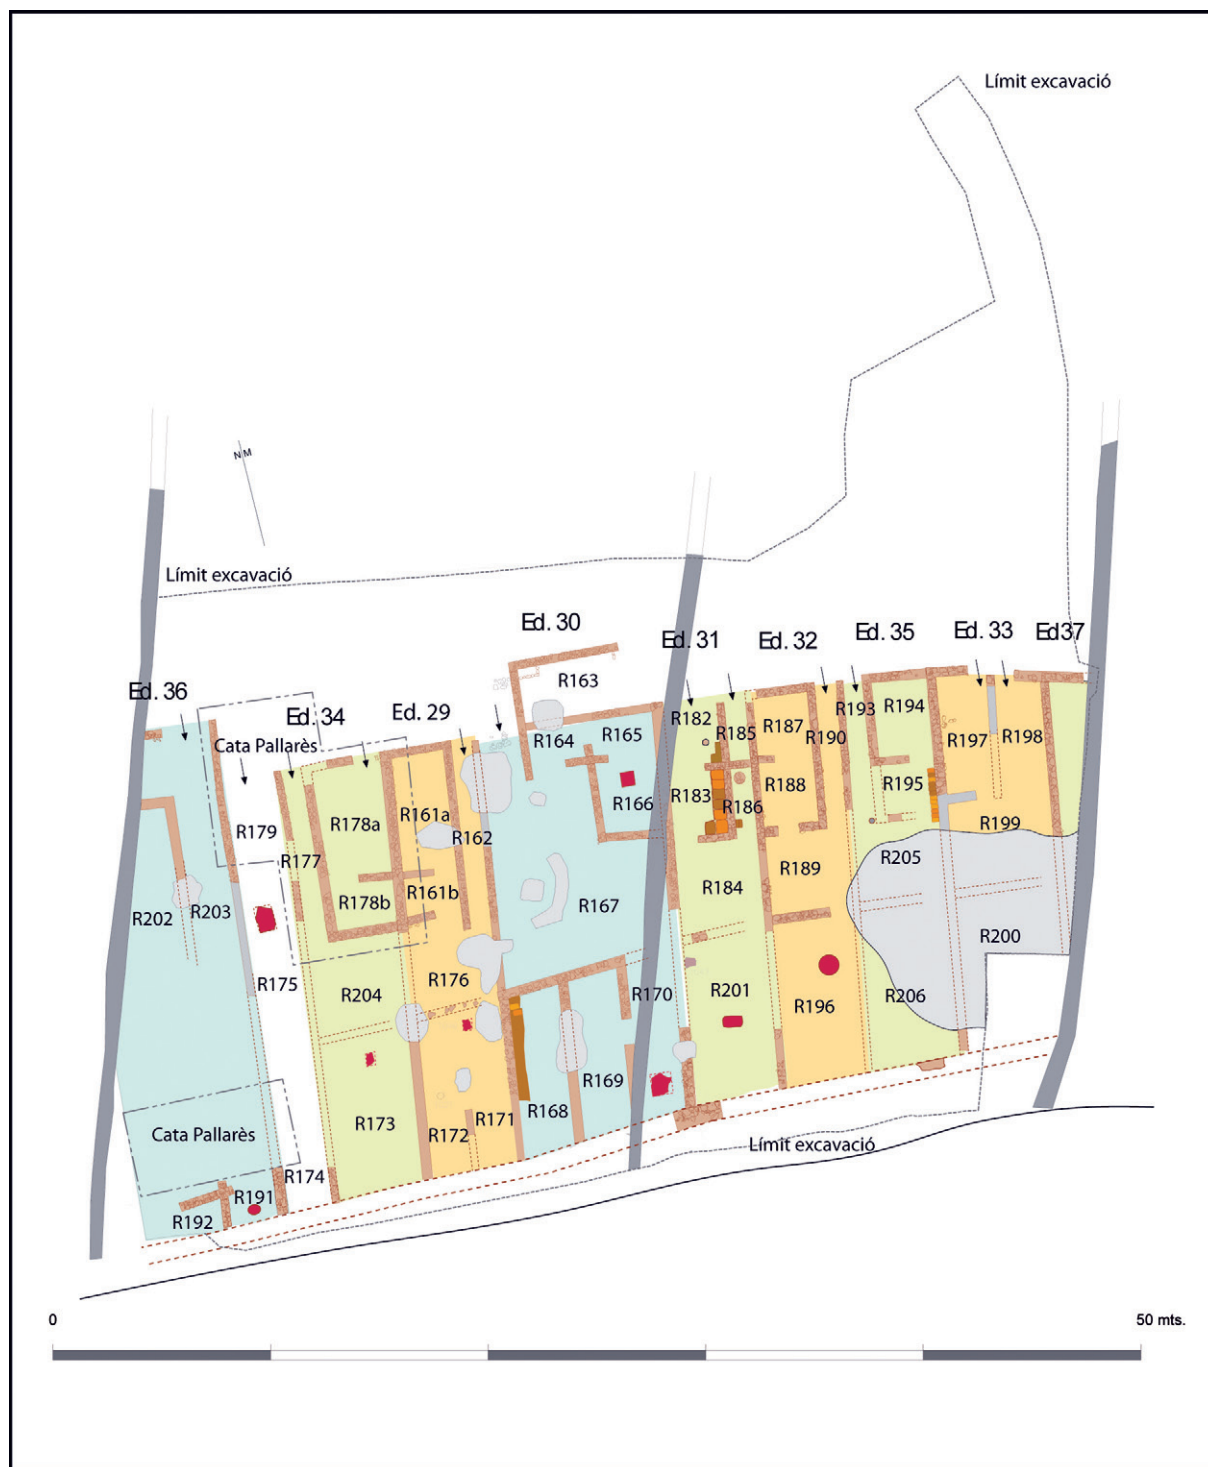 Límit excavació
N M
Límit excavació
Ed. 30
Ed. 31
Ed. 32
Ed. 35
Ed. 33
Ed37
Ed. 36
Ed. 34
Ed. 29
Cata Pallarès
R163
R164
R165
R182
R185
R187
R190
R193
R194
R197
R198
R179
R178a
R161a
R162
R166
R183
R186
R188
R195
R199
R177
R178b
R161b
R167
R184
R189
R205
R202
R203
R175
R204
R176
R170
R201
R196
R206
R200
R173
R172
R171
R168
R169
Cata Pallarès
R174
R191
R192
Límit excavació
0
50 mts.